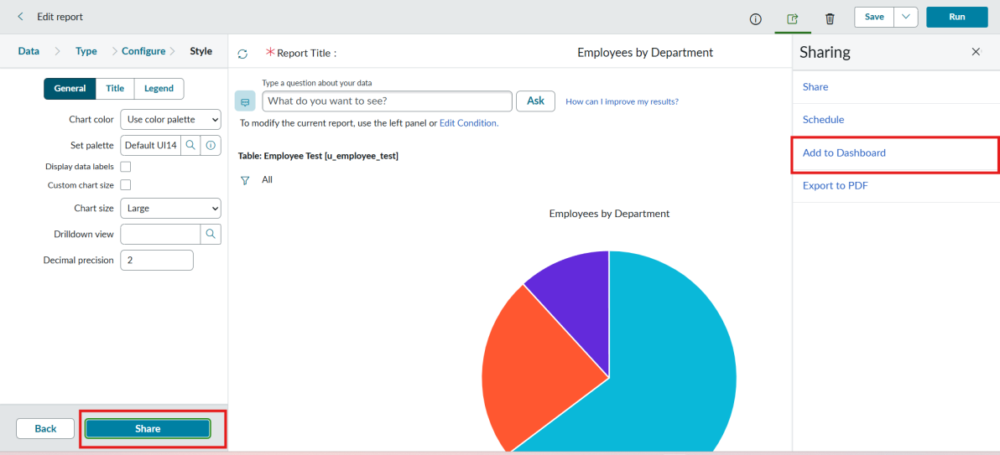 Edit report
Save
Run
Data
Type
Configure
Style
General
Title
Legend
Chart color
Use color palette
Set palette
Default UI14
Display data labels
Custom chart size
Chart size
Large
Drilldown view
Decimal precision
2
Back
Share
*Report Title :
Employees by Department
Type a question about your data
What do you want to see?
Ask
How can I improve my results?
To modify the current report, use the left panel or Edit Condition.
Table: Employee Test [u_employee_test]
All
Employees by Department
Sharing
Share
Schedule
Add to Dashboard
Export to PDF